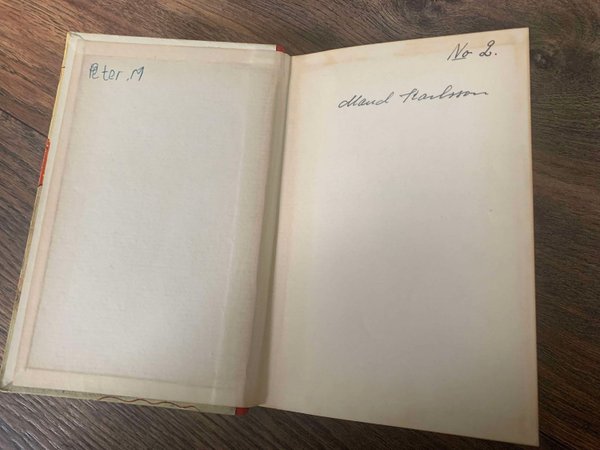 Peter.M
No 2.
Maud Karlsson